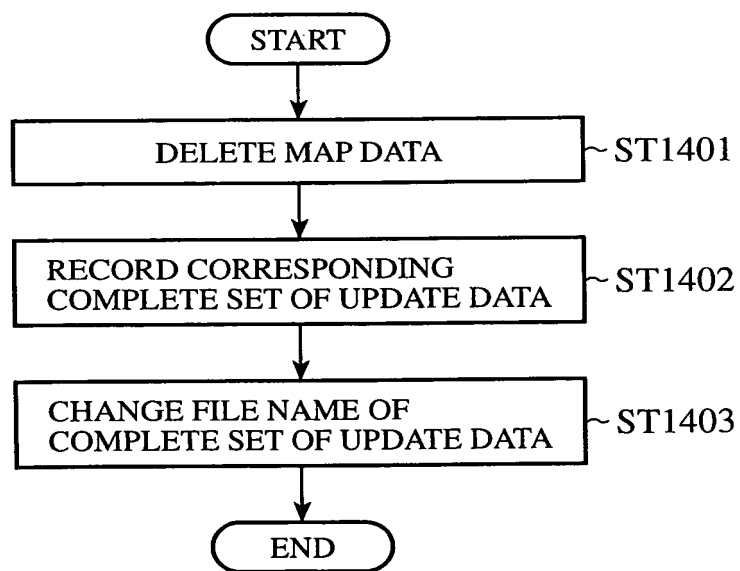 START
DELETE MAP DATA
~ST1401
RECORD CORRESPONDING
COMPLETE SET OF UPDATE DATA
~ST1402
CHANGE FILE NAME OF
COMPLETE SET OF UPDATE DATA
~ST1403
END